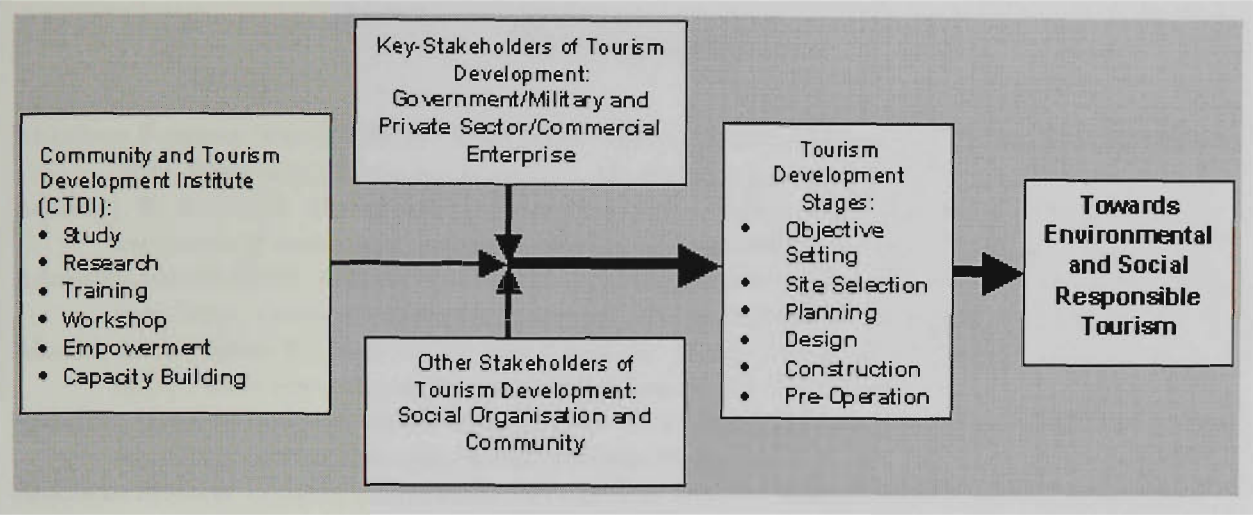 Community and Tourism
Development Institute
(CTDI):
• Study
• Research
• Training
• Workshop
• Empowerment
• Capacity Building
Key-Stakeholders of Tourism
Development:
Government/Military and
Private Sector/Commercial
Enterprise
Other Stakeholders of
Tourism Development:
Social Organisation and
Community
Tourism
Development
Stages:
• Objective
Setting
• Site Selection
• Planning
• Design
• Construction
• Pre-Operation
Towards
Environmental
and Social
Responsible
Tourism